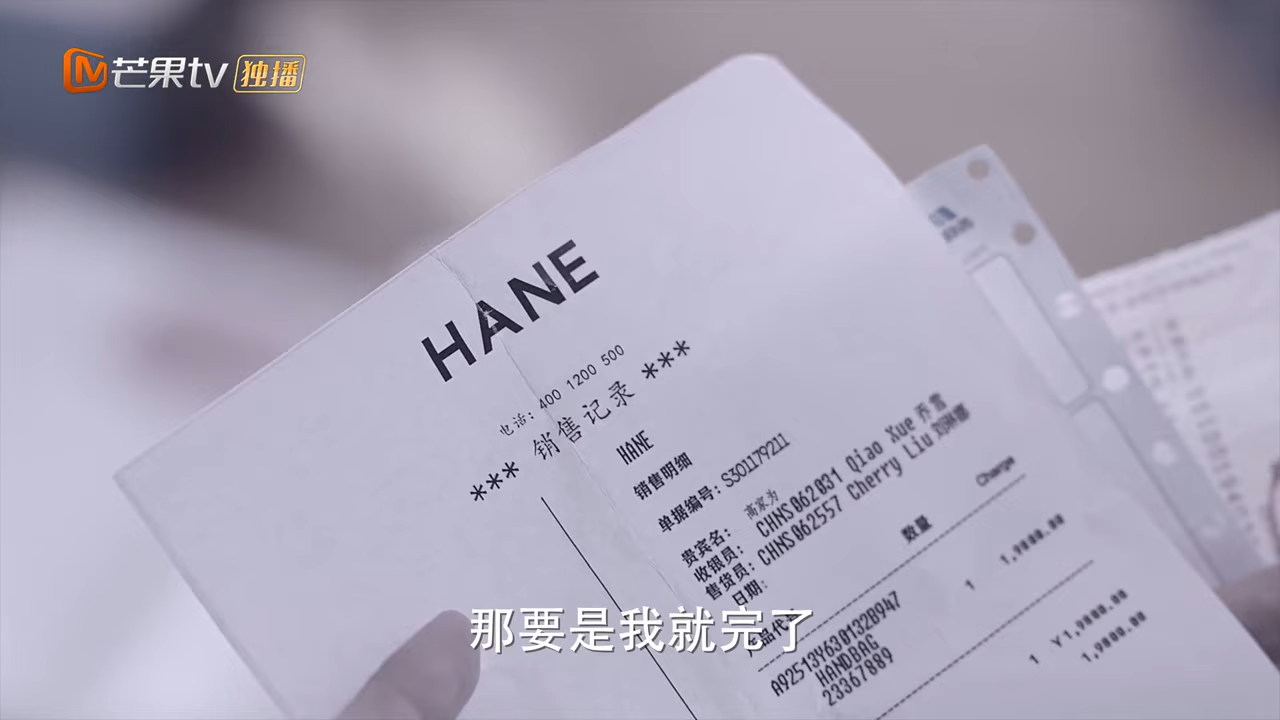 芒果tv 独播
HANE
电话: 400 1200 500
*** 销售记录 ***
HANE
销售明细
单据编号: S301179211
贵宾名: 高家为
收银员: CHNS062031 Qiao Xue 乔雪
售货员: CHNS062557 Cherry Liu 刘琳娜
日期:
数量 Charge
A92513Y630132B947 1 1,9800.00
HANDBAG
23367889
1 Y1,9800.00
1,9800.00
那要是我就完了